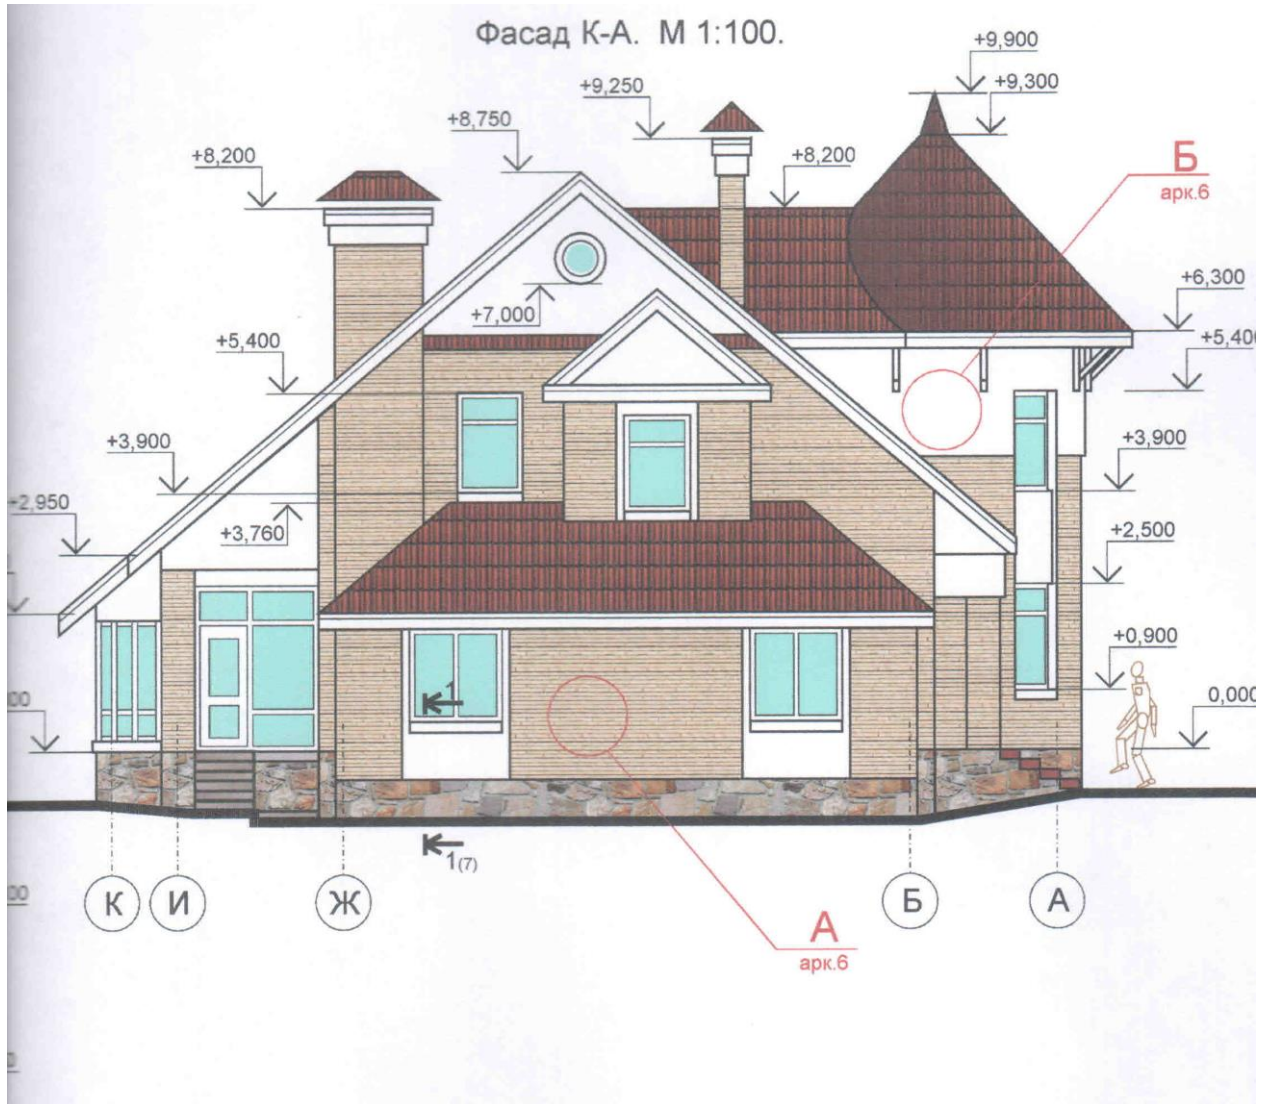 Фасад К-А. М 1:100.
+9,900
+9,300
+9,250
+8,750
+8,200
+8,200
Б
арк.6
+6,300
+7,000
+5,400
+3,900
+3,900
+2,950
+3,760
+2,500
+0,900
0,000
1
1(7)
К
И
Ж
Б
А
А
арк.6